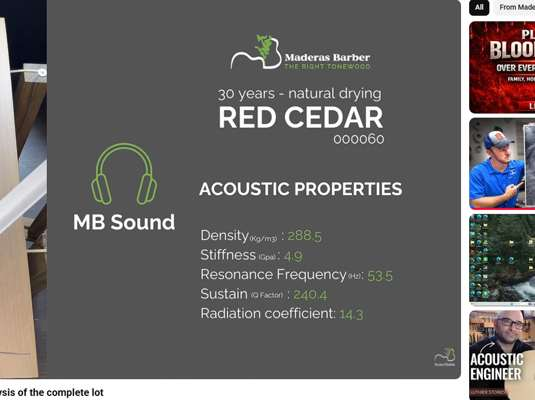 Maderas Barber
THE RIGHT TONEWOOD
30 years - natural drying
RED CEDAR
000060
MB Sound
ACOUSTIC PROPERTIES
Density (Kg/m3) : 288.5
Stiffness (Gpa) : 4.9
Resonance Frequency (Hz): 53.5
Sustain (Q Factor) : 240.4
Radiation coefficient: 14.3
ysis of the complete lot
All
From Made
PL
BLOO
OVER EVER
FAMILY, HO
ACOUSTIC
ENGINEER
LUTHIER STORIES